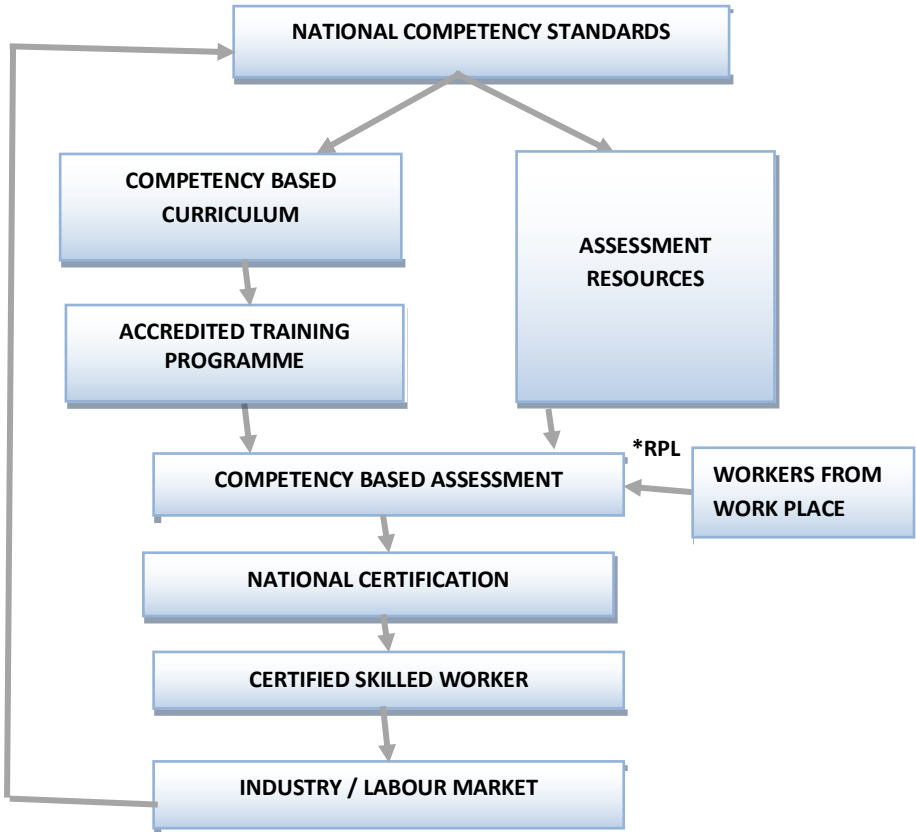 NATIONAL COMPETENCY STANDARDS
COMPETENCY BASED
CURRICULUM
ASSESSMENT
RESOURCES
ACCREDITED TRAINING
PROGRAMME
*RPL
COMPETENCY BASED ASSESSMENT
WORKERS FROM
WORK PLACE
NATIONAL CERTIFICATION
CERTIFIED SKILLED WORKER
INDUSTRY / LABOUR MARKET